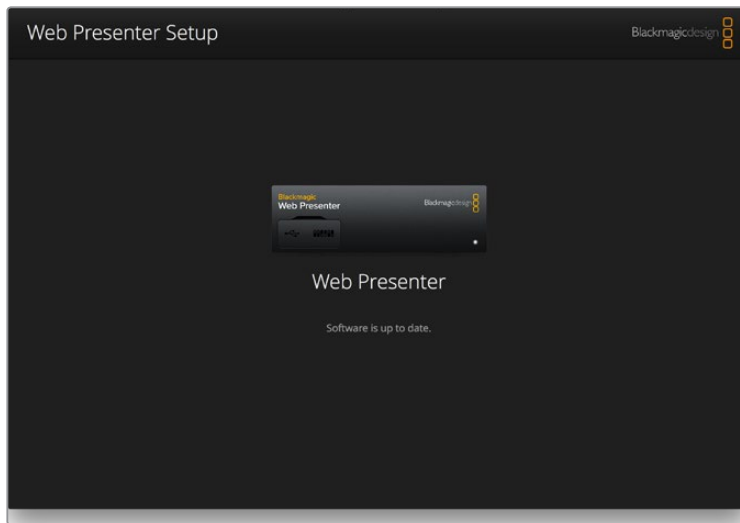 Web Presenter Setup
Blackmagicdesign
Blackmagic
Web Presenter
Blackmagicdesign
Web Presenter
Software is up to date.